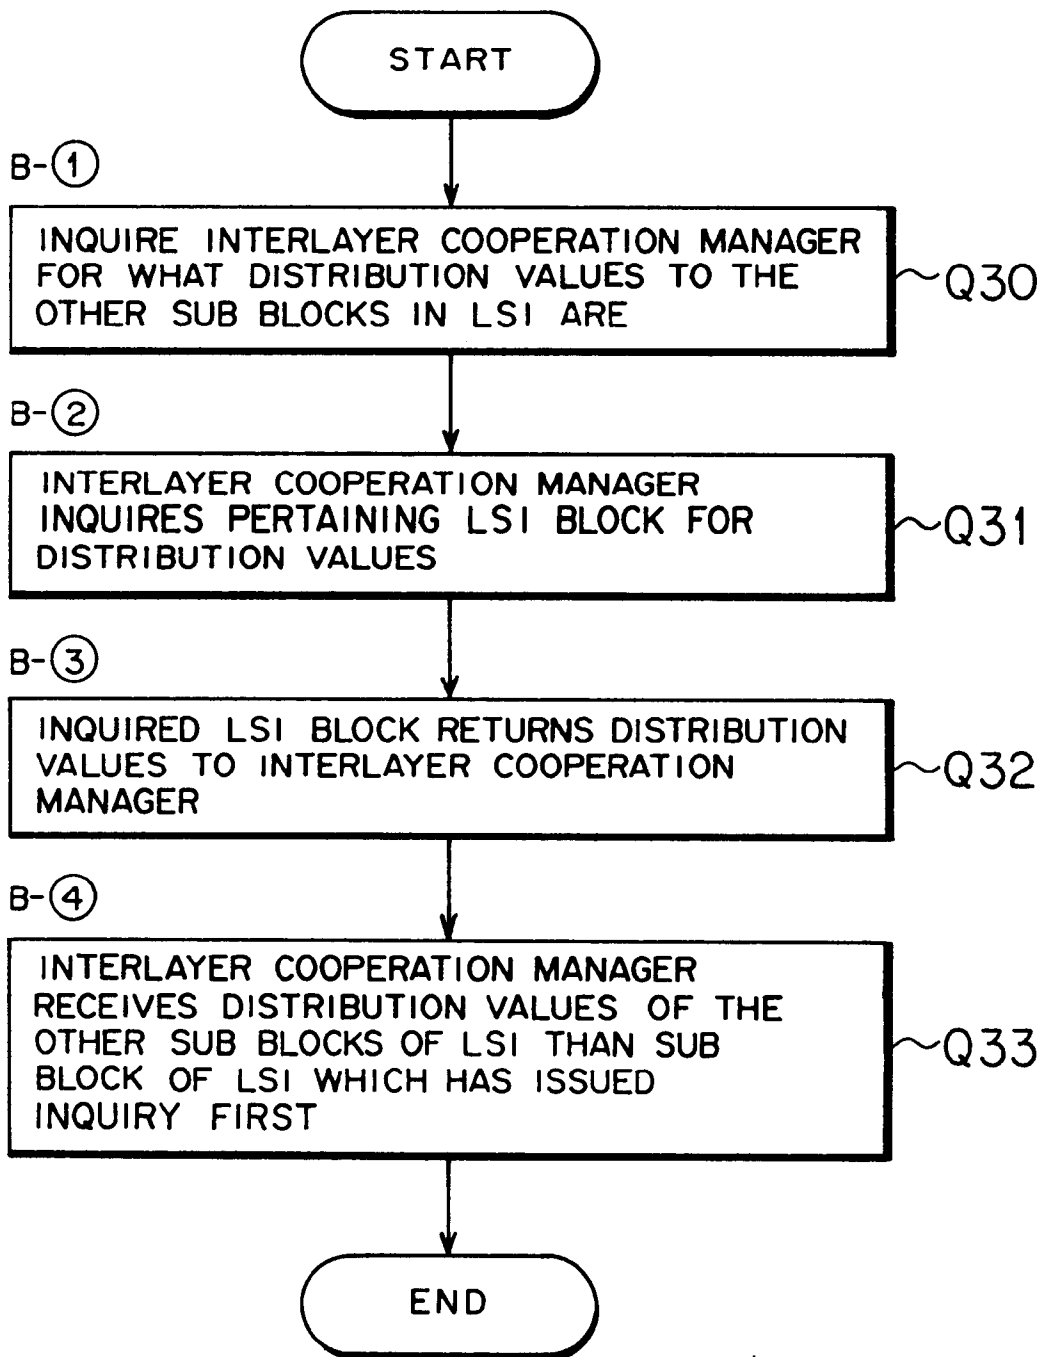 START
B-①
INQUIRE INTERLAYER COOPERATION MANAGER
FOR WHAT DISTRIBUTION VALUES TO THE
OTHER SUB BLOCKS IN LSI ARE
Q30
B-②
INTERLAYER COOPERATION MANAGER
INQUIRES PERTAINING LSI BLOCK FOR
DISTRIBUTION VALUES
Q31
B-③
INQUIRED LSI BLOCK RETURNS DISTRIBUTION
VALUES TO INTERLAYER COOPERATION
MANAGER
Q32
B-④
INTERLAYER COOPERATION MANAGER
RECEIVES DISTRIBUTION VALUES OF THE
OTHER SUB BLOCKS OF LSI THAN SUB
BLOCK OF LSI WHICH HAS ISSUED
INQUIRY FIRST
Q33
END